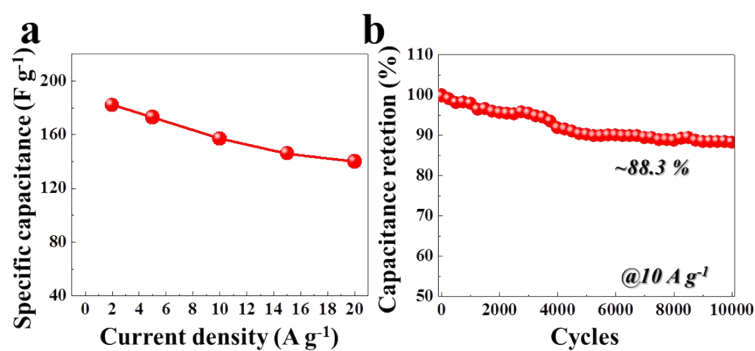 a
Specific capacitance (F g-1)
200
160
120
80
40
0 2 4 6 8 10 12 14 16 18 20
Current density (A g-1)
b
Capacitance retetion (%)
110
100
90
80
70
60
50
~88.3 %
@10 A g-1
0 2000 4000 6000 8000 10000
Cycles